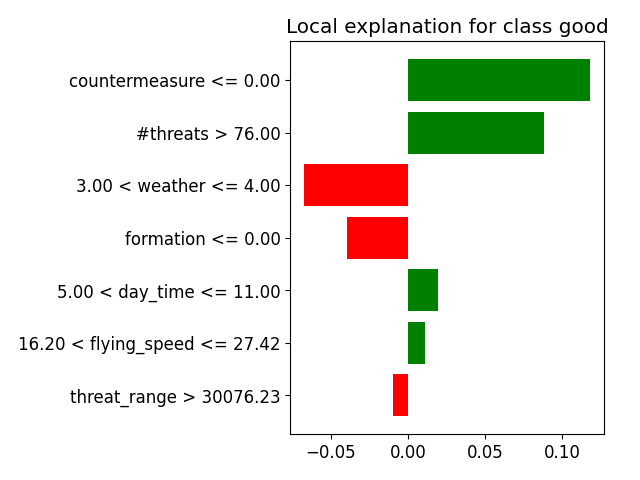 Local explanation for class good
countermeasure <= 0.00
#threats > 76.00
3.00 < weather <= 4.00
formation <= 0.00
5.00 < day_time <= 11.00
16.20 < flying_speed <= 27.42
threat_range > 30076.23
−0.05 0.00 0.05 0.10